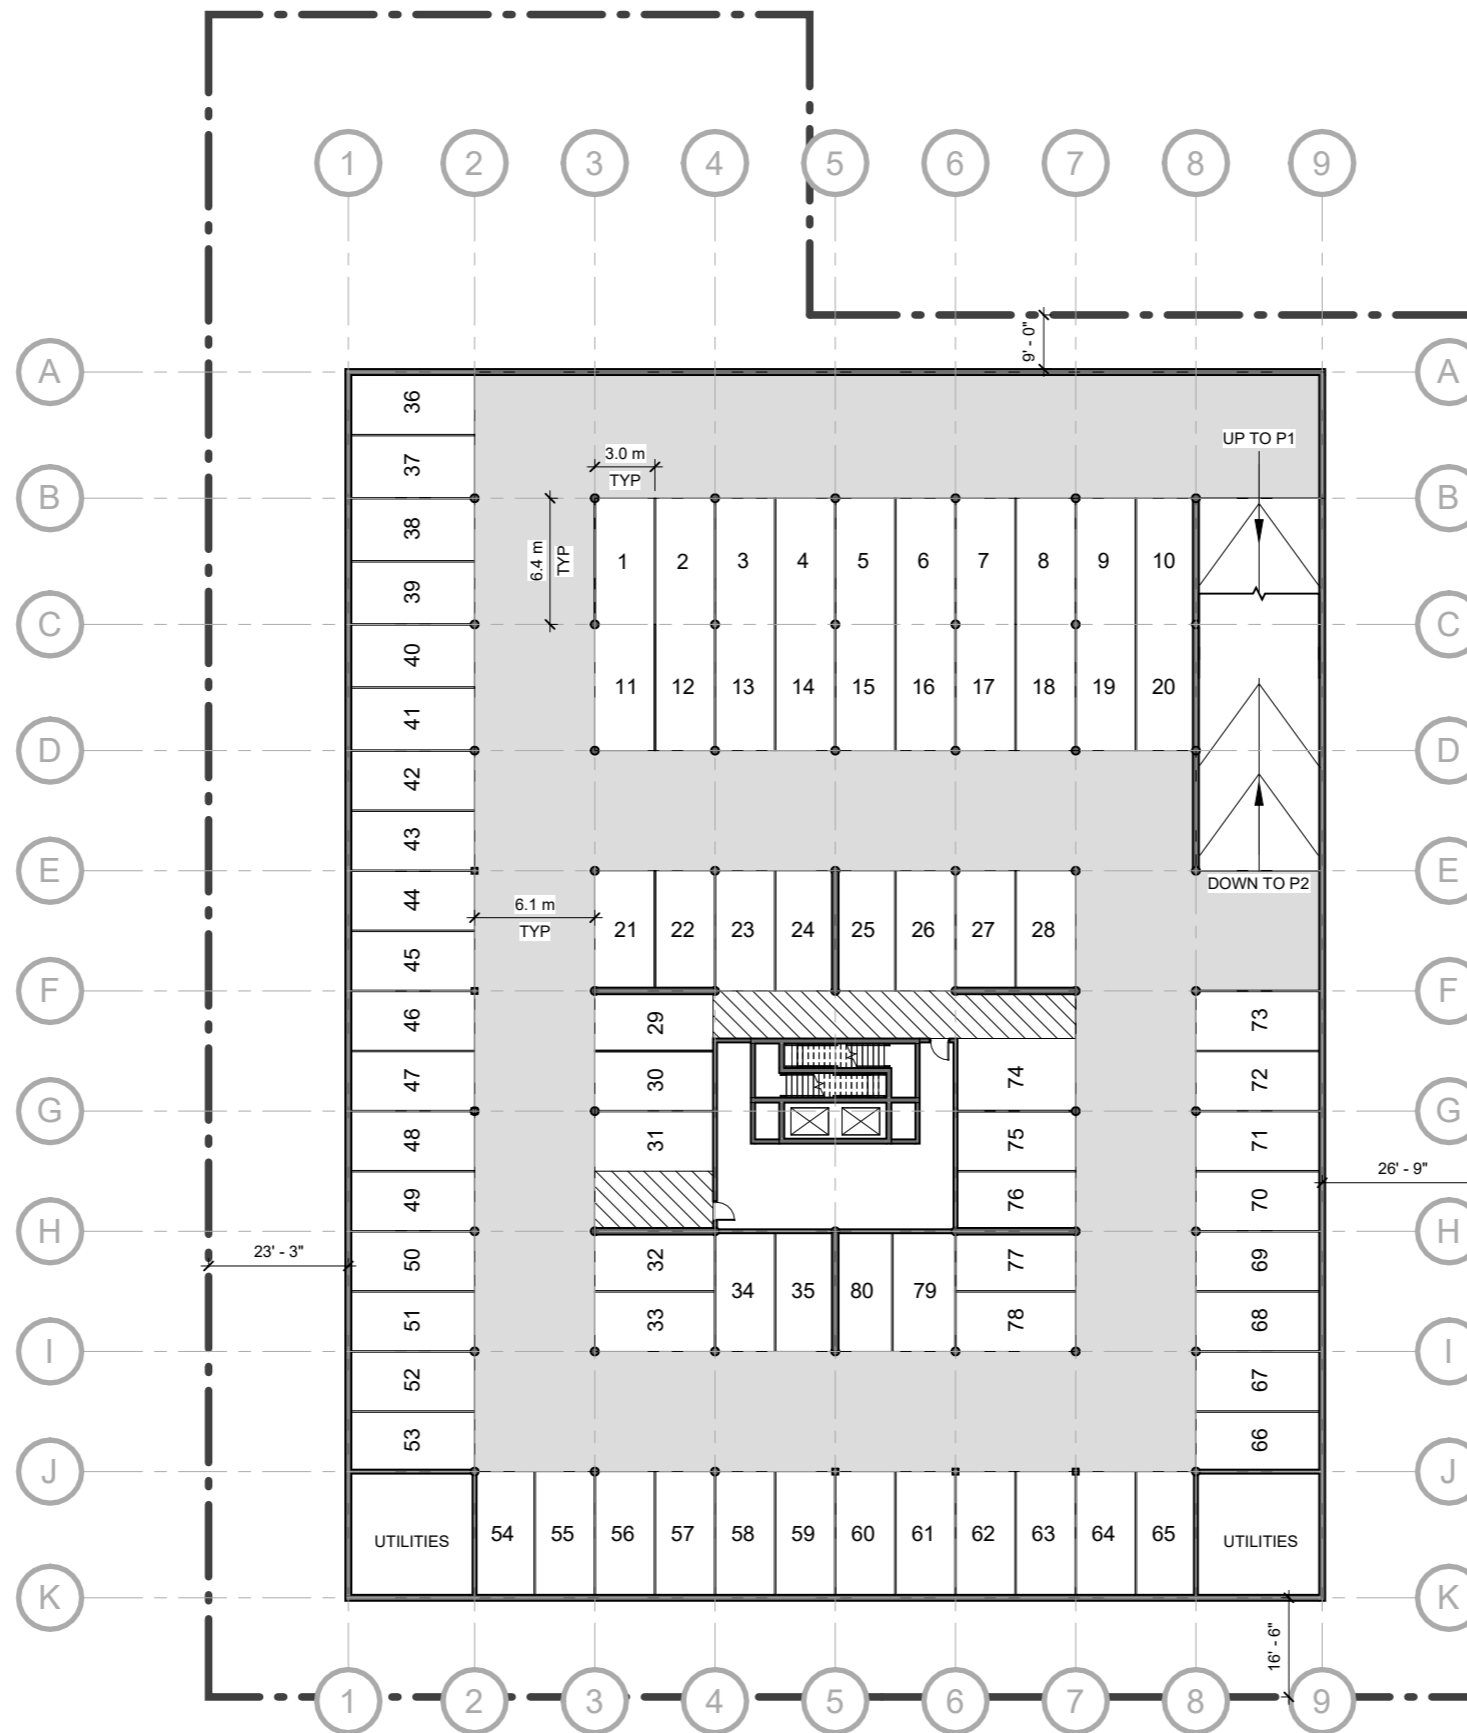 1 2 3 4 5 6 7 8 9
9' - 0"
A A
36
UP TO P1
3.0 m
TYP
37
B B
38
6.4 m
TYP
1 2 3 4 5 6 7 8 9 10
39
C C
40
11 12 13 14 15 16 17 18 19 20
41
D D
42
43
E E
DOWN TO P2
44
6.1 m
TYP
21 22 23 24 25 26 27 28
45
F F
46 29 73
47 30 74 72
G G
48 31 75 71
26' - 9"
49 76 70
H H
23' - 3"
50 32 77 69
34 35 80 79
51 33 78 68
I I
52 67
53 66
J J
54 55 56 57 58 59 60 61 62 63 64 65
UTILITIES UTILITIES
K K
16' - 6"
1 2 3 4 5 6 7 8 9